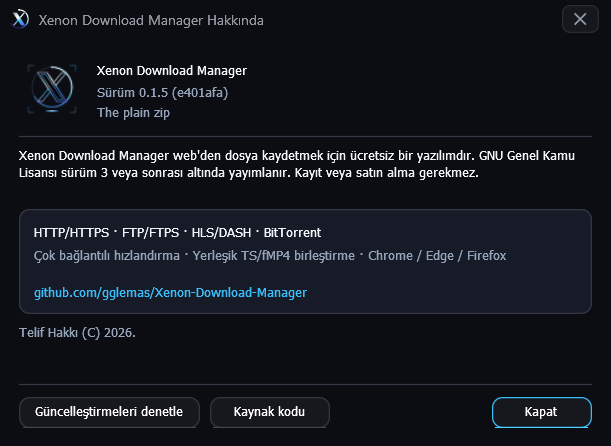 Xenon Download Manager Hakkında
Xenon Download Manager
Sürüm 0.1.5 (e401afa)
The plain zip
Xenon Download Manager web'den dosya kaydetmek için ücretsiz bir yazılımdır. GNU Genel Kamu
Lisansı sürüm 3 veya sonrası altında yayımlanır. Kayıt veya satın alma gerekmez.
HTTP/HTTPS · FTP/FTPS · HLS/DASH · BitTorrent
Çok bağlantılı hızlandırma · Yerleşik TS/fMP4 birleştirme · Chrome / Edge / Firefox
github.com/gglemas/Xenon-Download-Manager
Telif Hakkı (C) 2026.
Güncelleştirmeleri denetle
Kaynak kodu
Kapat